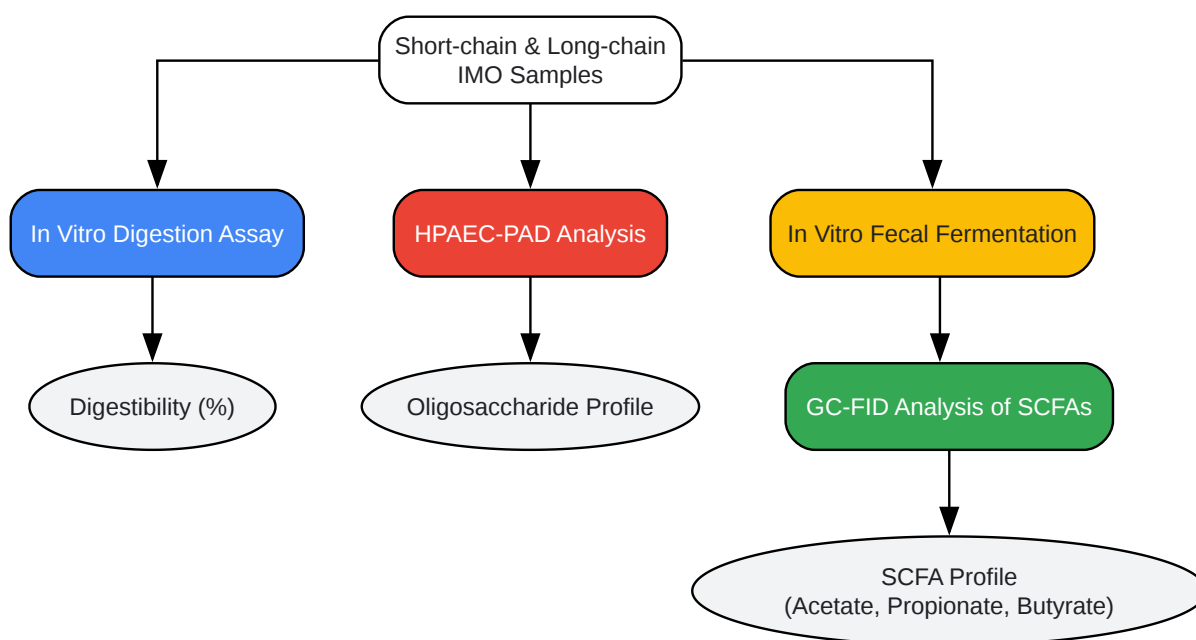 Short-chain & Long-chain
IMO Samples
In Vitro Digestion Assay
HPAEC-PAD Analysis
In Vitro Fecal Fermentation
Digestibility (%)
Oligosaccharide Profile
GC-FID Analysis of SCFAs
SCFA Profile
(Acetate, Propionate, Butyrate)